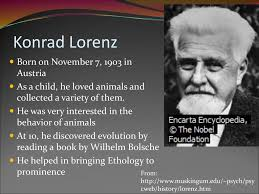 Konrad Lorenz
Born on November 7, 1903 in
Austria
As a child, he loved animals and
collected a variety of them.
He was very interested in the
behavior of animals
At 10, he discovered evolution by
reading a book by Wilhelm Bolsche
He helped in bringing Ethology to
prominence
Encarta Encyclopedia,
© The Nobel
Foundation
From:
http://www.muskingum.edu/~psych/psy
cweb/history/lorenz.htm